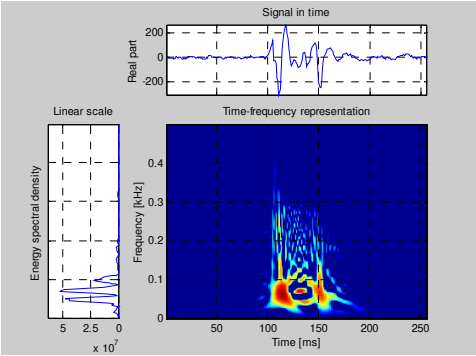 Signal in time
200
0
-200
Real part
Linear scale
Time-frequency representation
Energy spectral density
Frequency [kHz]
0.4
0.3
0.2
0.1
0
5 2.5 0
x 10^7
50 100 150 200 250
Time [ms]